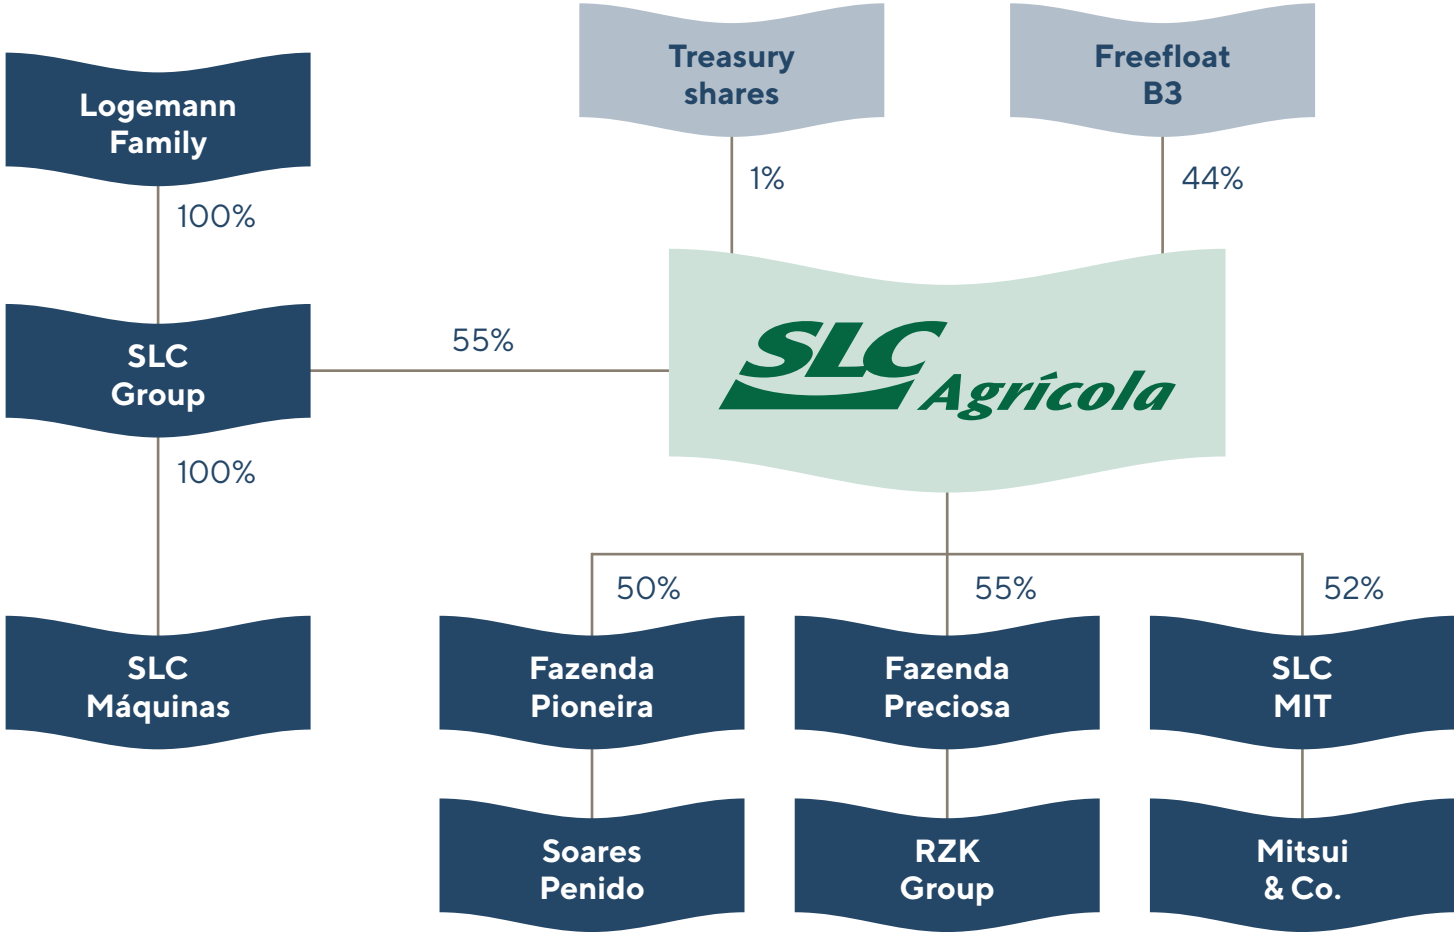 Treasury
shares
Freefloat
B3
Logemann
Family
1%
44%
100%
SLC
Group
55%
SLC Agrícola
100%
50%
55%
52%
SLC
Máquinas
Fazenda
Pioneira
Fazenda
Preciosa
SLC
MIT
Soares
Penido
RZK
Group
Mitsui
& Co.